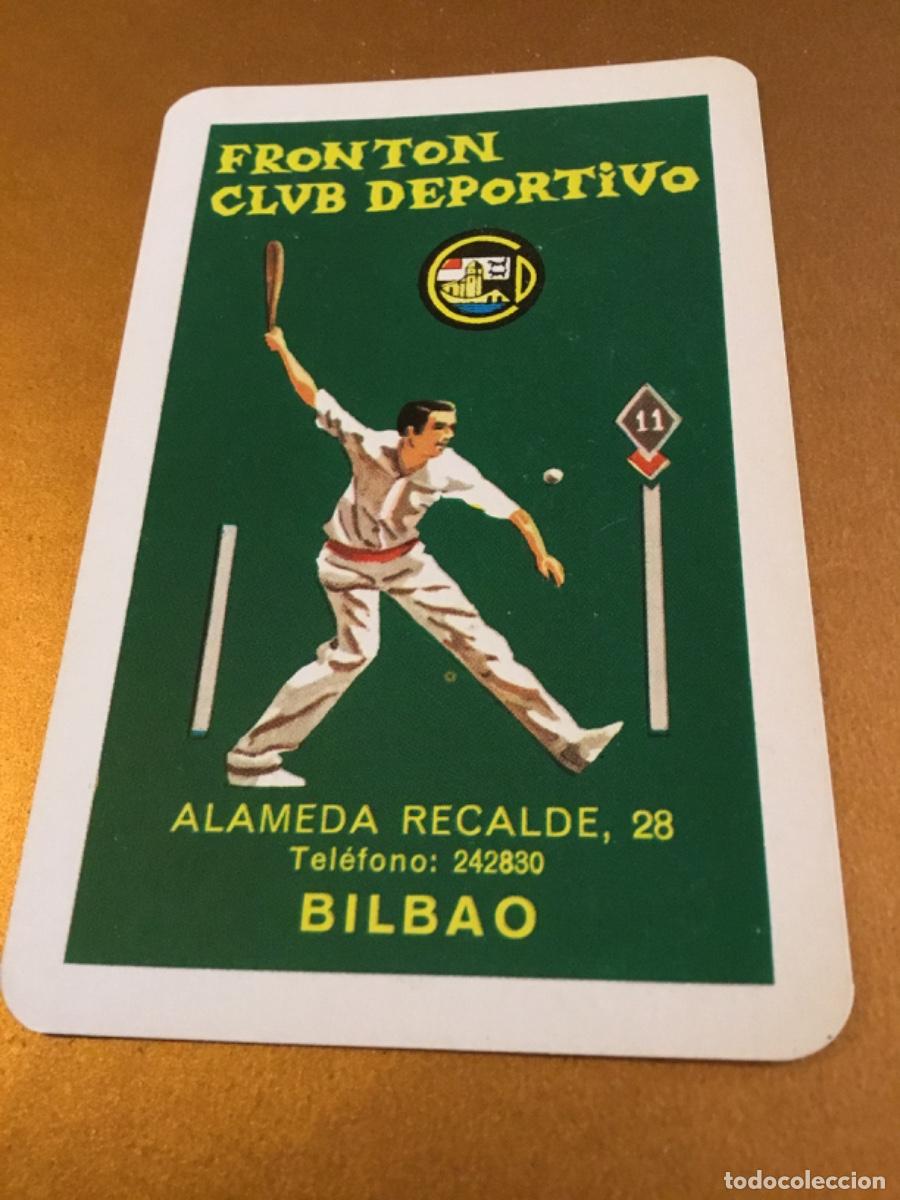 FRONTON
CLVB DEPORTIVO
C D
11
ALAMEDA RECALDE, 28
Teléfono: 242830
BILBAO
todocoleccion